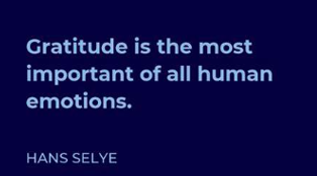 Gratitude is the most
important of all human
emotions.
HANS SELYE